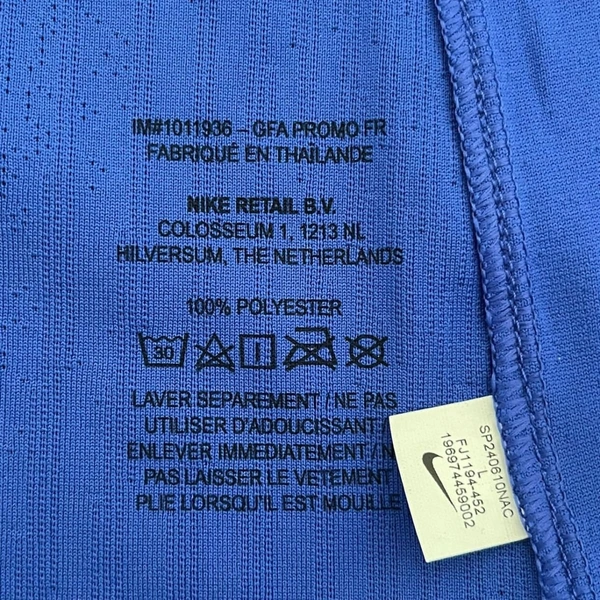 IM#1011936 – GFA PROMO FR
FABRIQUÉ EN THAÏLANDE
NIKE RETAIL B.V.
COLOSSEUM 1, 1213 NL
HILVERSUM, THE NETHERLANDS
100% POLYESTER
30
LAVER SEPAREMENT / NE PAS
UTILISER D'ADOUCISSANT
ENLEVER IMMEDIATEMENT /
PAS LAISSER LE VETEMENT
PLIE LORSQU'IL EST MOUILLE
SP240610NAC
L
FJ1194-452
196974459002